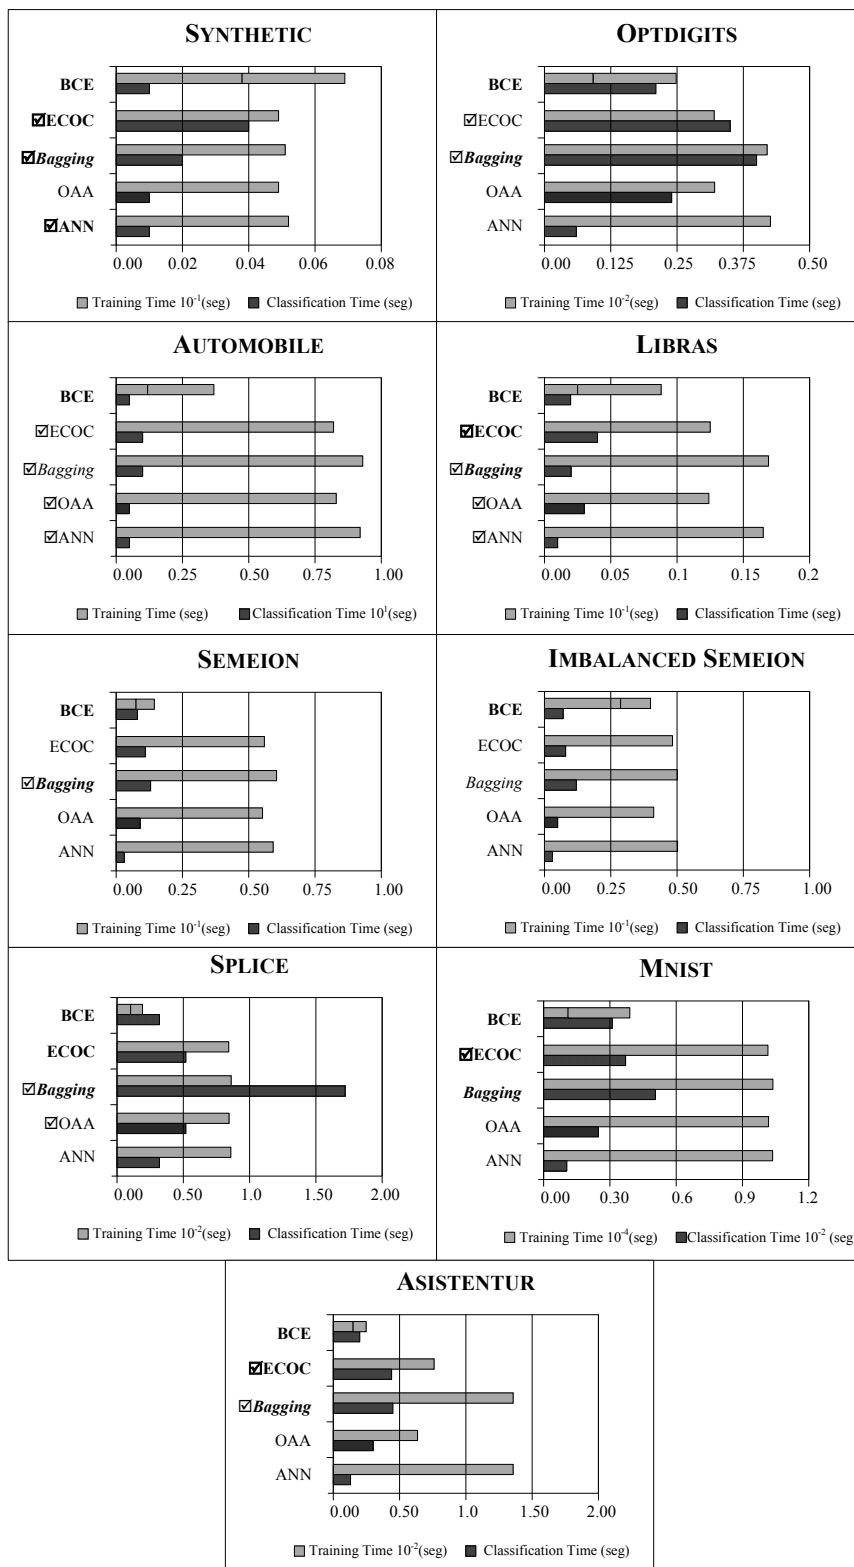 SYNTHETIC
BCE
☑ECOC
☑Bagging
OAA
☑ANN
0.00 0.02 0.04 0.06 0.08
Training Time 10⁻¹(seg) Classification Time (seg)
OPTDIGITS
BCE
☑ECOC
☑Bagging
OAA
ANN
0.00 0.125 0.25 0.375 0.50
Training Time 10⁻²(seg) Classification Time (seg)
AUTOMOBILE
BCE
☑ECOC
☑Bagging
☑OAA
☑ANN
0.00 0.25 0.50 0.75 1.00
Training Time (seg) Classification Time 10¹(seg)
LIBRAS
BCE
☑ECOC
☑Bagging
☑OAA
☑ANN
0.00 0.05 0.1 0.15 0.2
Training Time 10⁻¹(seg) Classification Time (seg)
SEMEION
BCE
ECOC
☑Bagging
OAA
ANN
0.00 0.25 0.50 0.75 1.00
Training Time 10⁻¹(seg) Classification Time (seg)
IMBALANCED SEMEION
BCE
ECOC
Bagging
OAA
ANN
0.00 0.25 0.50 0.75 1.00
Training Time 10⁻¹(seg) Classification Time (seg)
SPLICE
BCE
ECOC
☑Bagging
☑OAA
ANN
0.00 0.50 1.0 1.50 2.00
Training Time 10⁻²(seg) Classification Time (seg)
MNIST
BCE
☑ECOC
Bagging
OAA
ANN
0.00 0.30 0.6 0.9 1.2
Training Time 10⁻⁴(seg) Classification Time 10⁻² (seg
ASISTENTUR
BCE
☑ECOC
☑Bagging
OAA
ANN
0.00 0.50 1.0 1.50 2.00
Training Time 10⁻²(seg) Classification Time (seg)